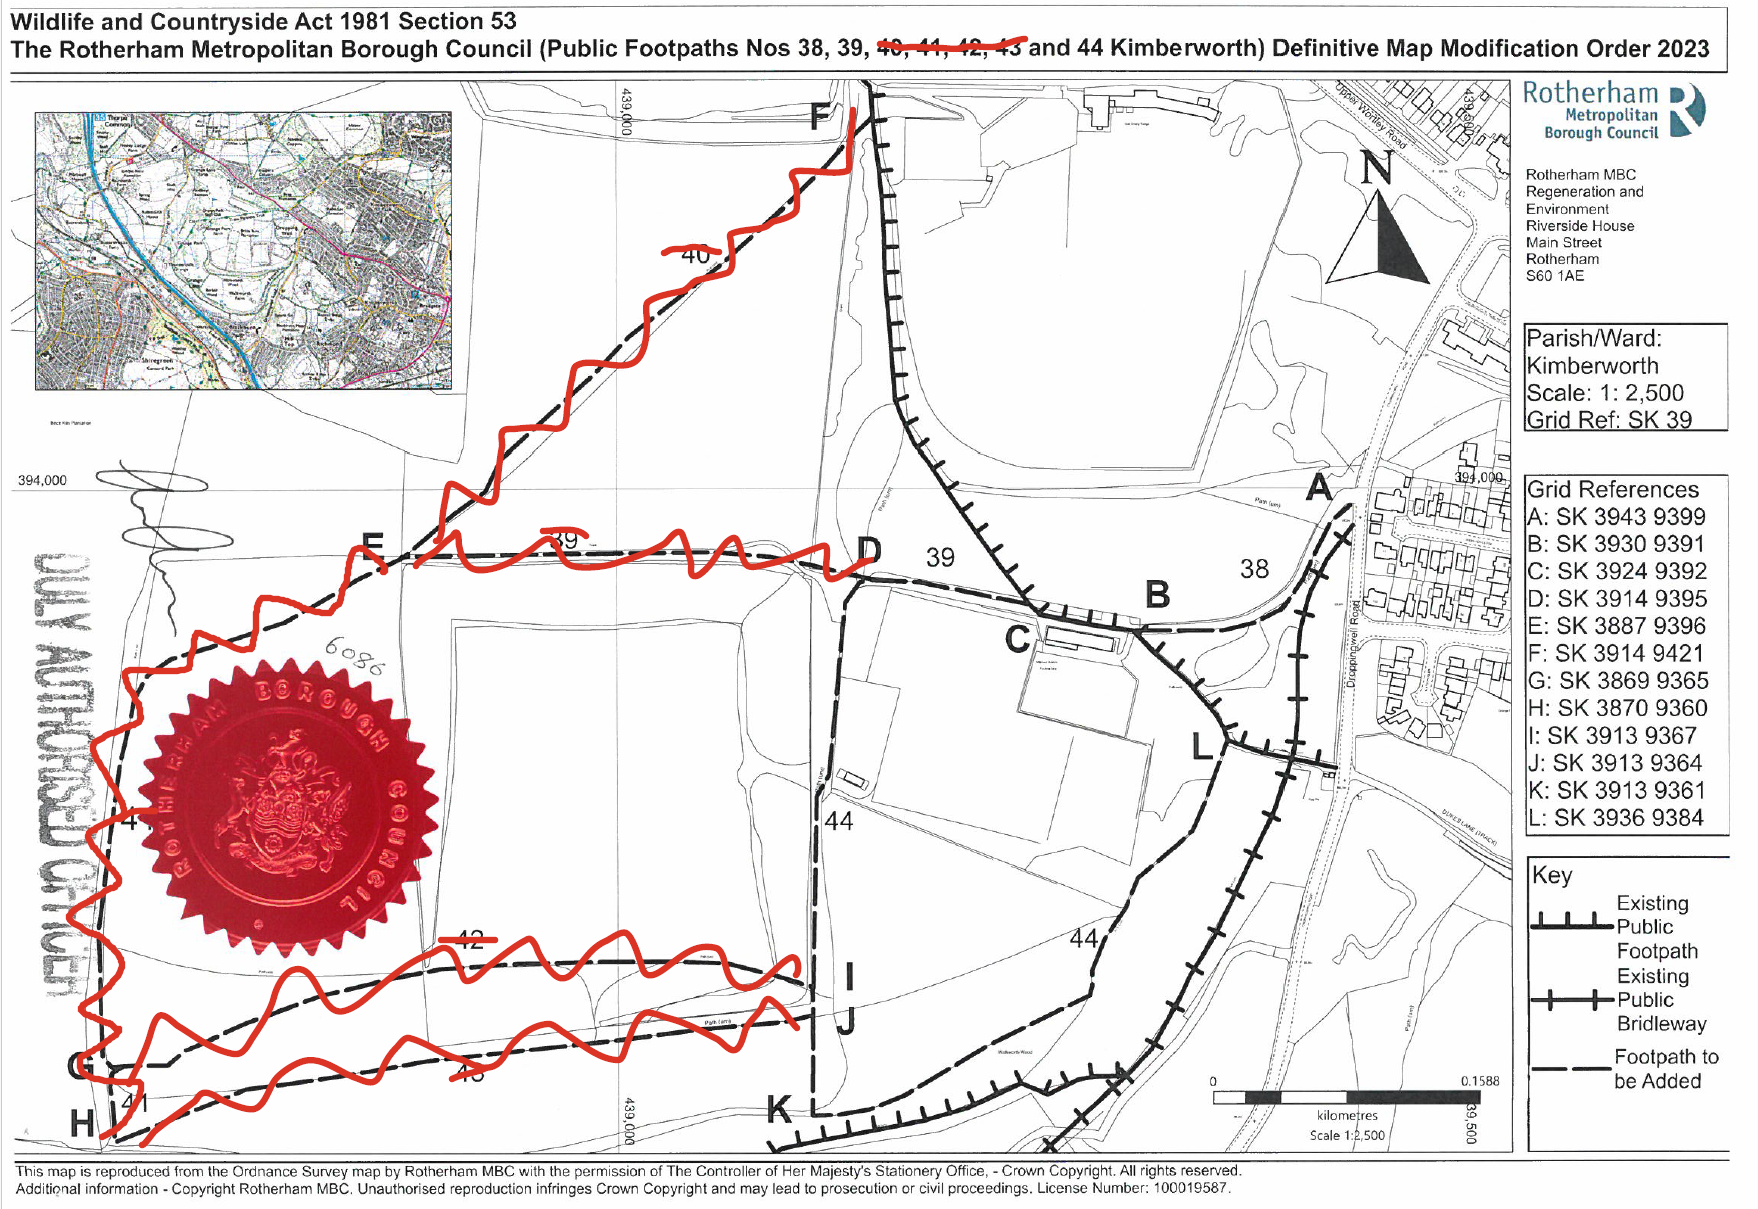 Wildlife and Countryside Act 1981 Section 53
The Rotherham Metropolitan Borough Council (Public Footpaths Nos 38, 39, 40, 41, 42, 43 and 44 Kimberworth) Definitive Map Modification Order 2023
Rotherham
Metropolitan
Borough Council
Rotherham MBC
Regeneration and
Environment
Riverside House
Main Street
Rotherham
S60 1AE
Parish/Ward:
Kimberworth
Scale: 1: 2,500
Grid Ref: SK 39
Grid References
A: SK 3943 9399
B: SK 3930 9391
C: SK 3924 9392
D: SK 3914 9395
E: SK 3887 9396
F: SK 3914 9421
G: SK 3869 9365
H: SK 3870 9360
I: SK 3913 9367
J: SK 3913 9364
K: SK 3913 9361
L: SK 3936 9384
Key
Existing
Public
Footpath
Existing
Public
Bridleway
Footpath to
be Added
439,000
F
Upper Wortley Road
N
40
394,000
394,000
A
E
39
D
39
38
B
C
6086
DULY AUTHORISED OFFICER
ROTHERHAM BOROUGH COUNCIL
Droppingwell Road
L
41
44
DUKES LANE (TRACK)
42
44
I
J
Path (um)
G
43
41
H
K
439,000
0
0.1588
kilometres
Scale 1:2,500
39,500
This map is reproduced from the Ordnance Survey map by Rotherham MBC with the permission of The Controller of Her Majesty's Stationery Office, - Crown Copyright. All rights reserved.
Additional information - Copyright Rotherham MBC. Unauthorised reproduction infringes Crown Copyright and may lead to prosecution or civil proceedings. License Number: 100019587.